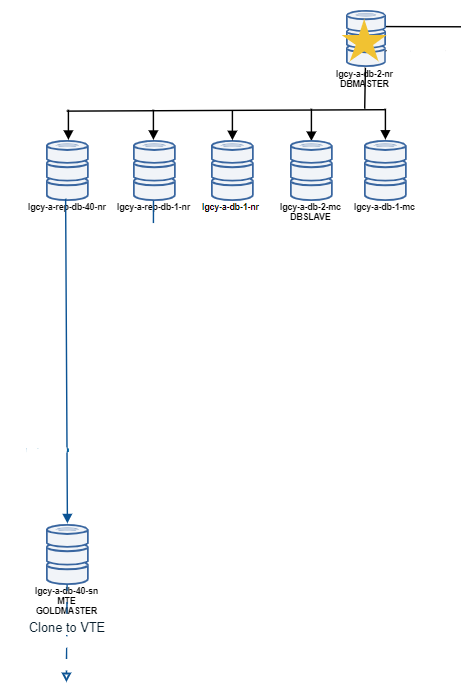 lgcy-a-db-2-nr
DBMASTER
lgcy-a-rep-db-40-nr
lgcy-a-rep-db-1-nr
lgcy-a-db-1-nr
lgcy-a-db-2-mc
DBSLAVE
lgcy-a-db-1-mc
lgcy-a-db-40-sn
MTE
GOLDMASTER
Clone to VTE